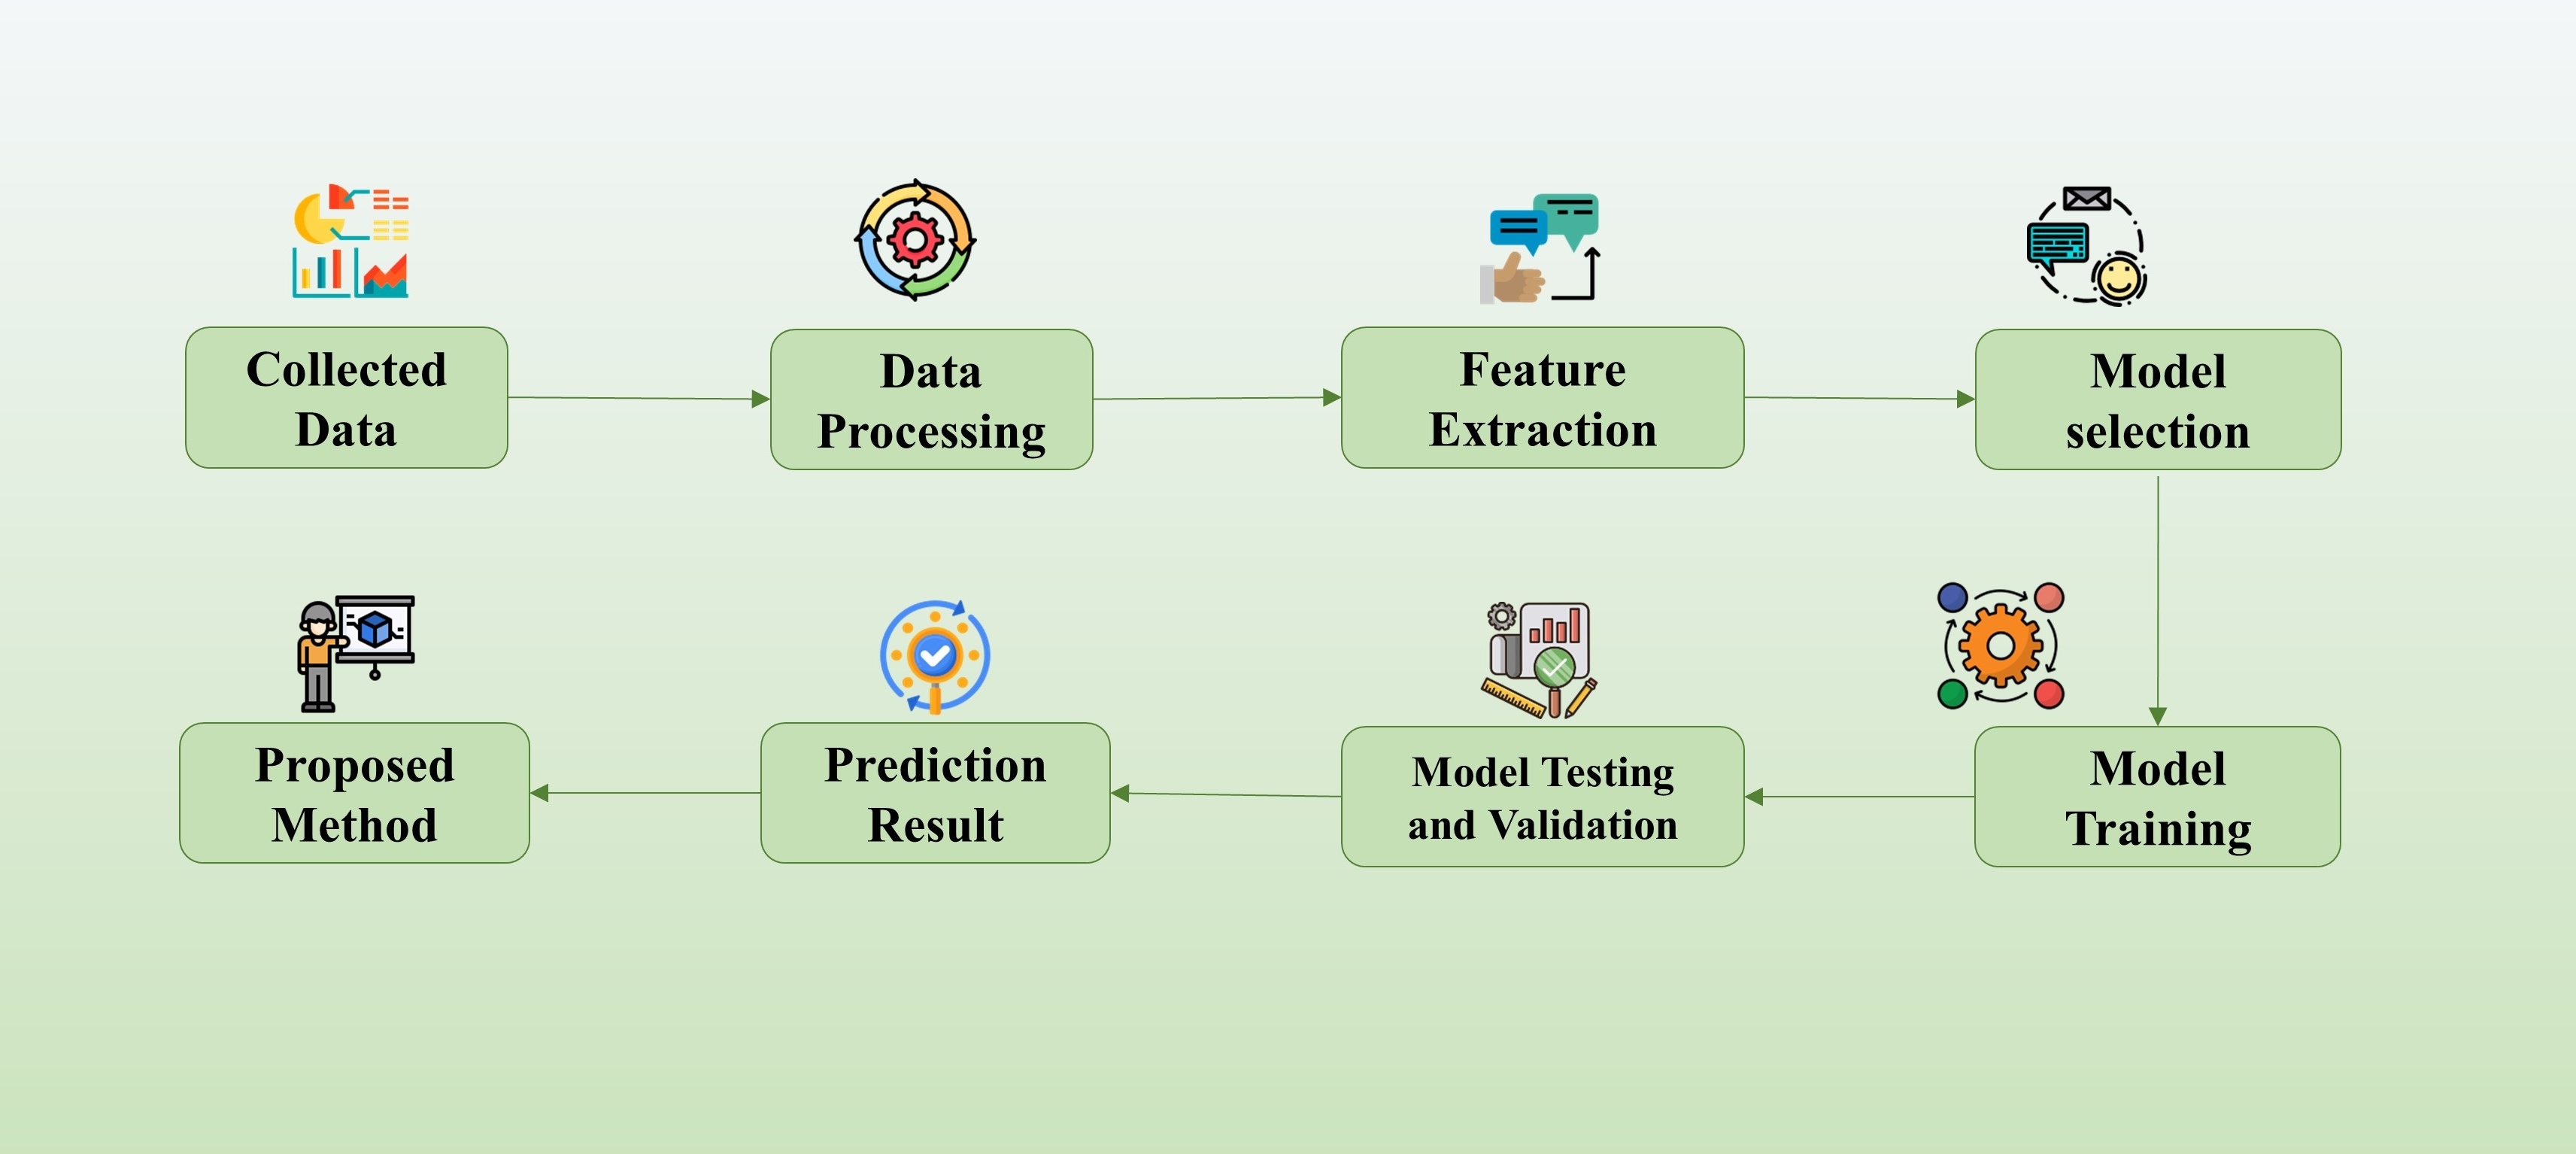 Collected
Data
Data
Processing
Feature
Extraction
Model
selection
Model
Training
Model Testing
and Validation
Prediction
Result
Proposed
Method